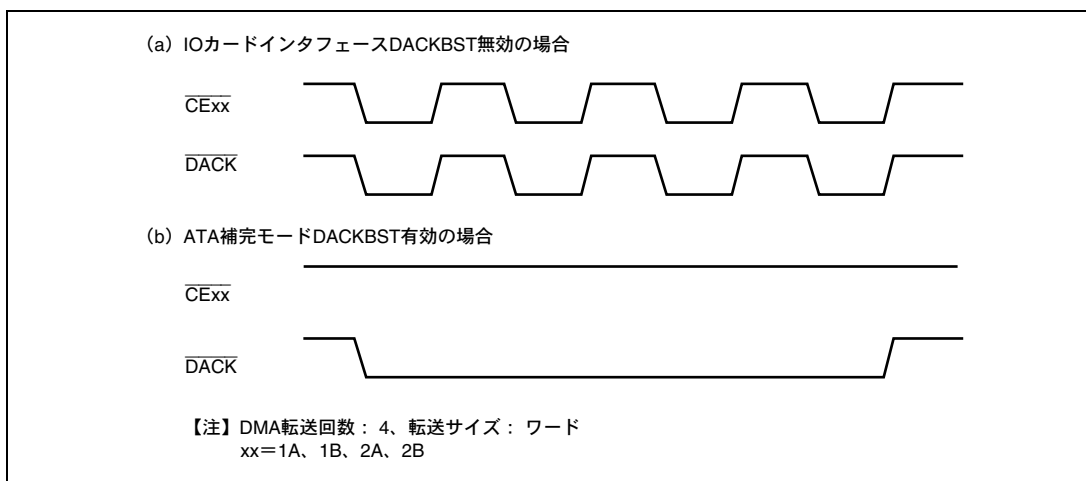 (a) IOカードインタフェースDACKBST無効の場合
CExx
DACK
(b) ATA補完モードDACKBST有効の場合
CExx
DACK
【注】DMA転送回数： 4、転送サイズ： ワード
xx＝1A、1B、2A、2B